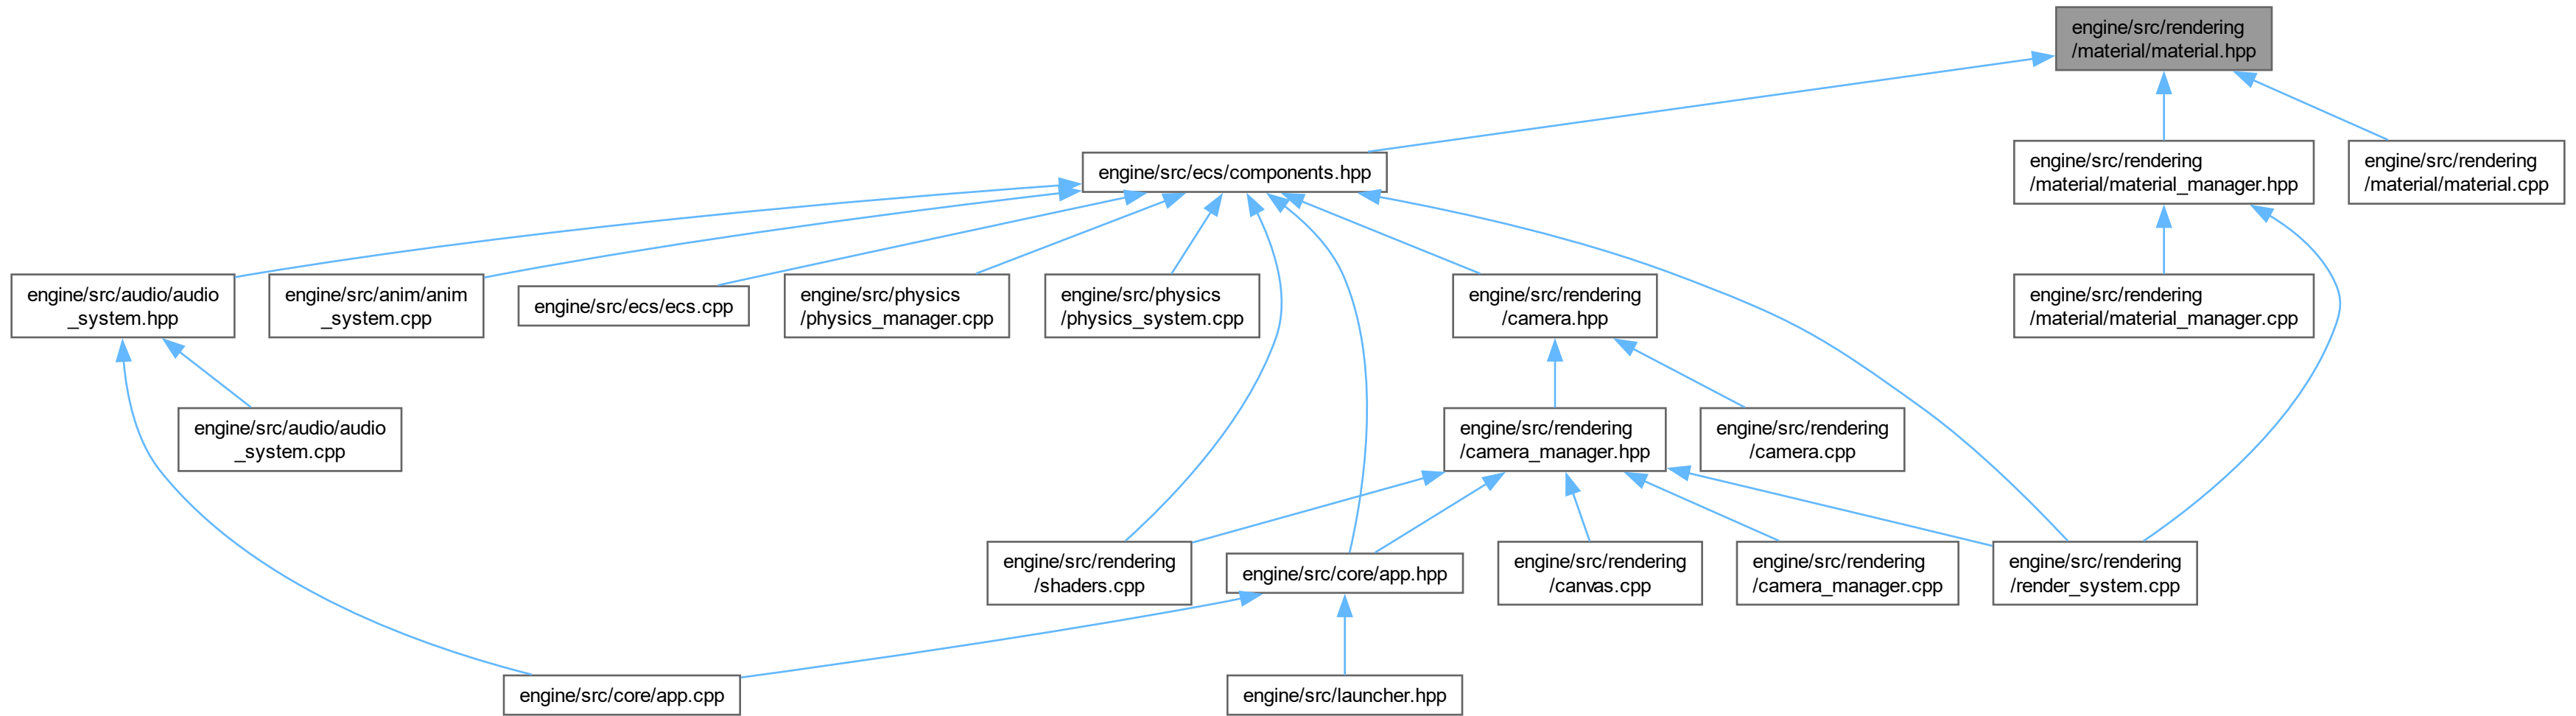 engine/src/rendering
/material/material.hpp
engine/src/ecs/components.hpp
engine/src/rendering
/material/material_manager.hpp
engine/src/rendering
/material/material.cpp
engine/src/audio/audio
_system.hpp
engine/src/anim/anim
_system.cpp
engine/src/ecs/ecs.cpp
engine/src/physics
/physics_manager.cpp
engine/src/physics
/physics_system.cpp
engine/src/rendering
/camera.hpp
engine/src/rendering
/material/material_manager.cpp
engine/src/audio/audio
_system.cpp
engine/src/rendering
/camera_manager.hpp
engine/src/rendering
/camera.cpp
engine/src/rendering
/shaders.cpp
engine/src/core/app.hpp
engine/src/rendering
/canvas.cpp
engine/src/rendering
/camera_manager.cpp
engine/src/rendering
/render_system.cpp
engine/src/core/app.cpp
engine/src/launcher.hpp